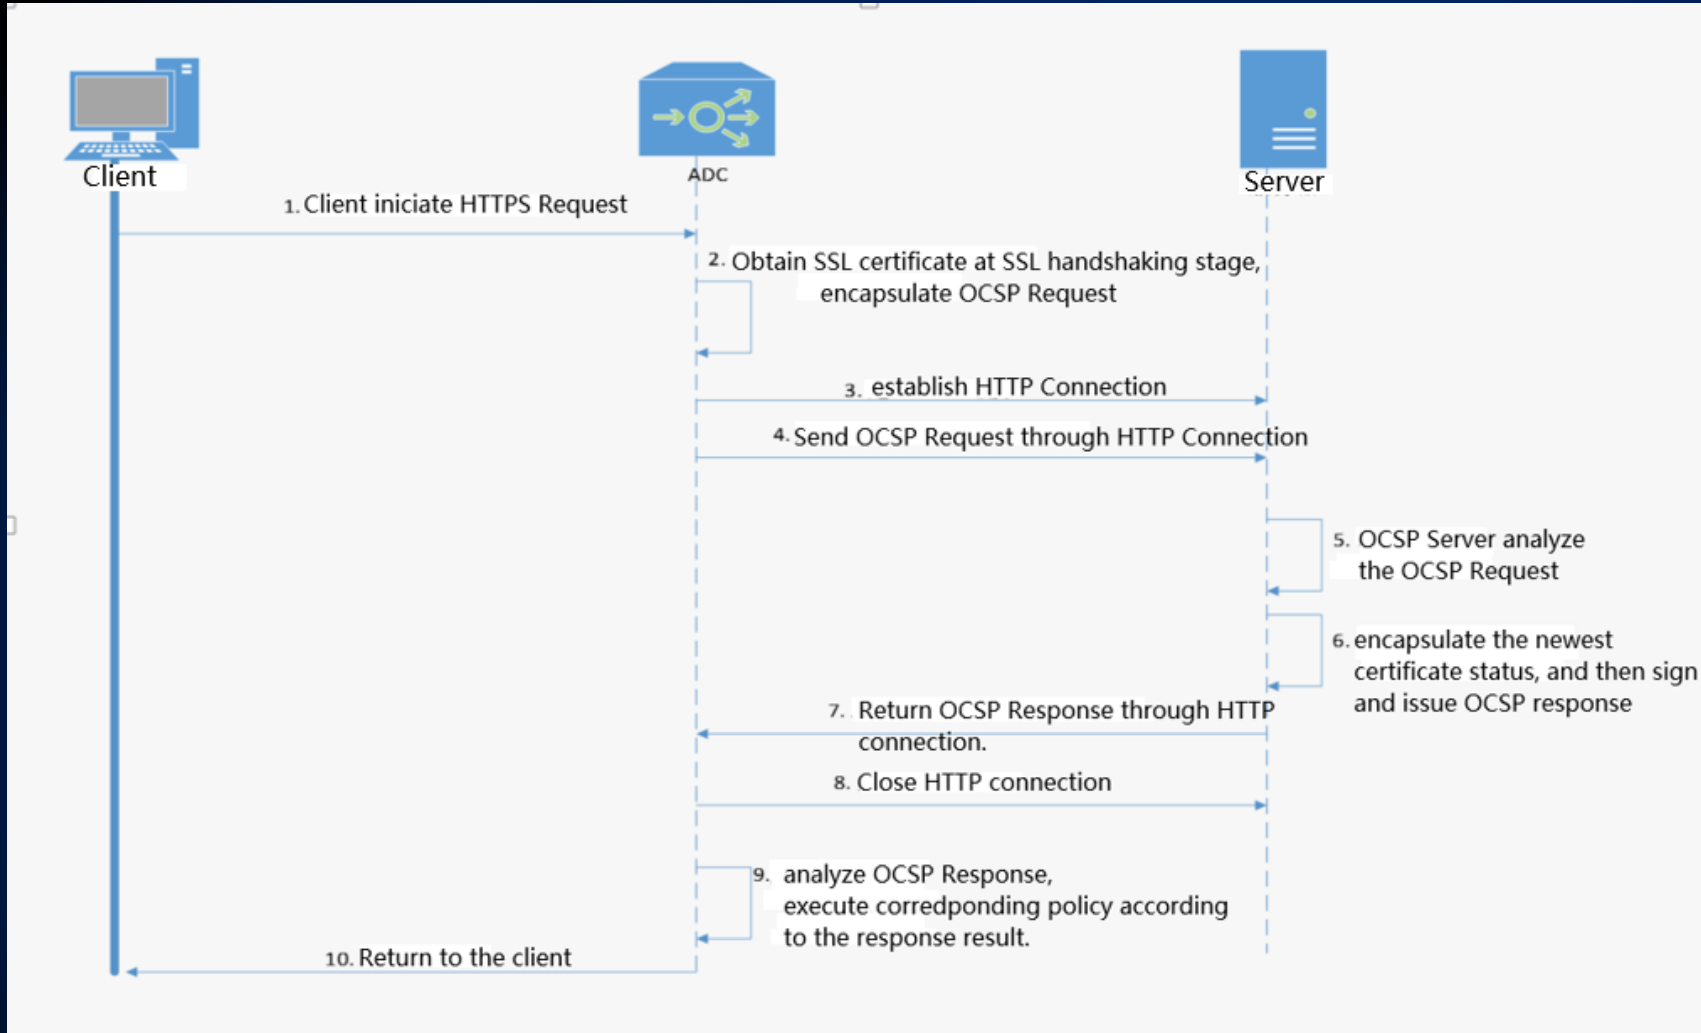 Client
ADC
Server
1. Client iniciate HTTPS Request
2. Obtain SSL certificate at SSL handshaking stage,
encapsulate OCSP Request
3. establish HTTP Connection
4. Send OCSP Request through HTTP Connection
5. OCSP Server analyze
the OCSP Request
6. encapsulate the newest
certificate status, and then sign
and issue OCSP response
7. Return OCSP Response through HTTP
connection.
8. Close HTTP connection
9. analyze OCSP Response,
execute corredponding policy according
to the response result.
10. Return to the client